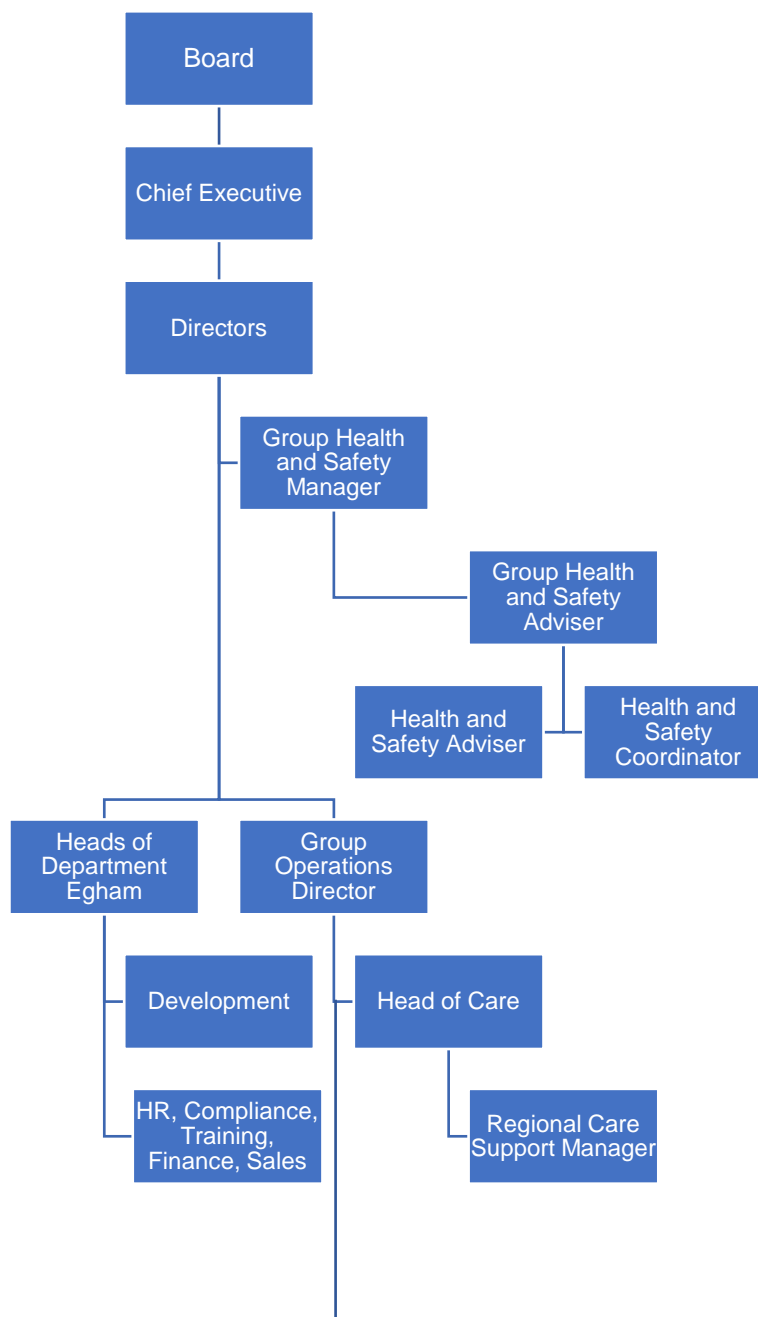 Board
Chief Executive
Directors
Group Health
and Safety
Manager
Group Health
and Safety
Adviser
Health and
Safety Adviser
Health and
Safety
Coordinator
Heads of
Department
Egham
Group
Operations
Director
Development
Head of Care
HR, Compliance,
Training,
Finance, Sales
Regional Care
Support Manager